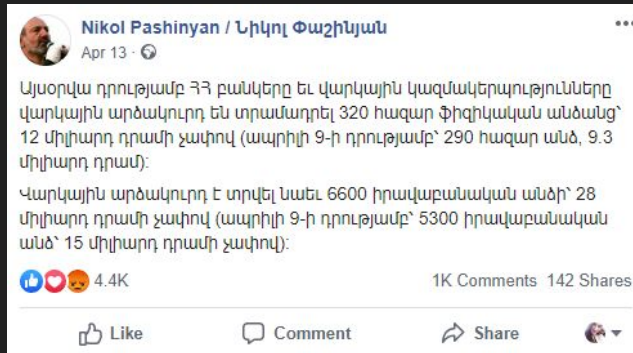 Nikol Pashinyan / Նիկոլ Փաշինյան
Apr 13 ·
Այսօրվա դրությամբ ՀՀ բանկերը եւ վարկային կազմակերպությունները
վարկային արձակուրդ են տրամադրել 320 հազար ֆիզիկական անձանց՝
12 միլիարդ դրամի չափով (ապրիլի 9-ի դրությամբ՝ 290 հազար անձ, 9.3
միլիարդ դրամ):
Վարկային արձակուրդ է տրվել նաեւ 6600 իրավաբանական անձի՝ 28
միլիարդ դրամի չափով (ապրիլի 9-ի դրությամբ՝ 5300 իրավաբանական
անձ՝ 15 միլիարդ դրամի չափով):
4.4K 1K Comments 142 Shares
Like Comment Share